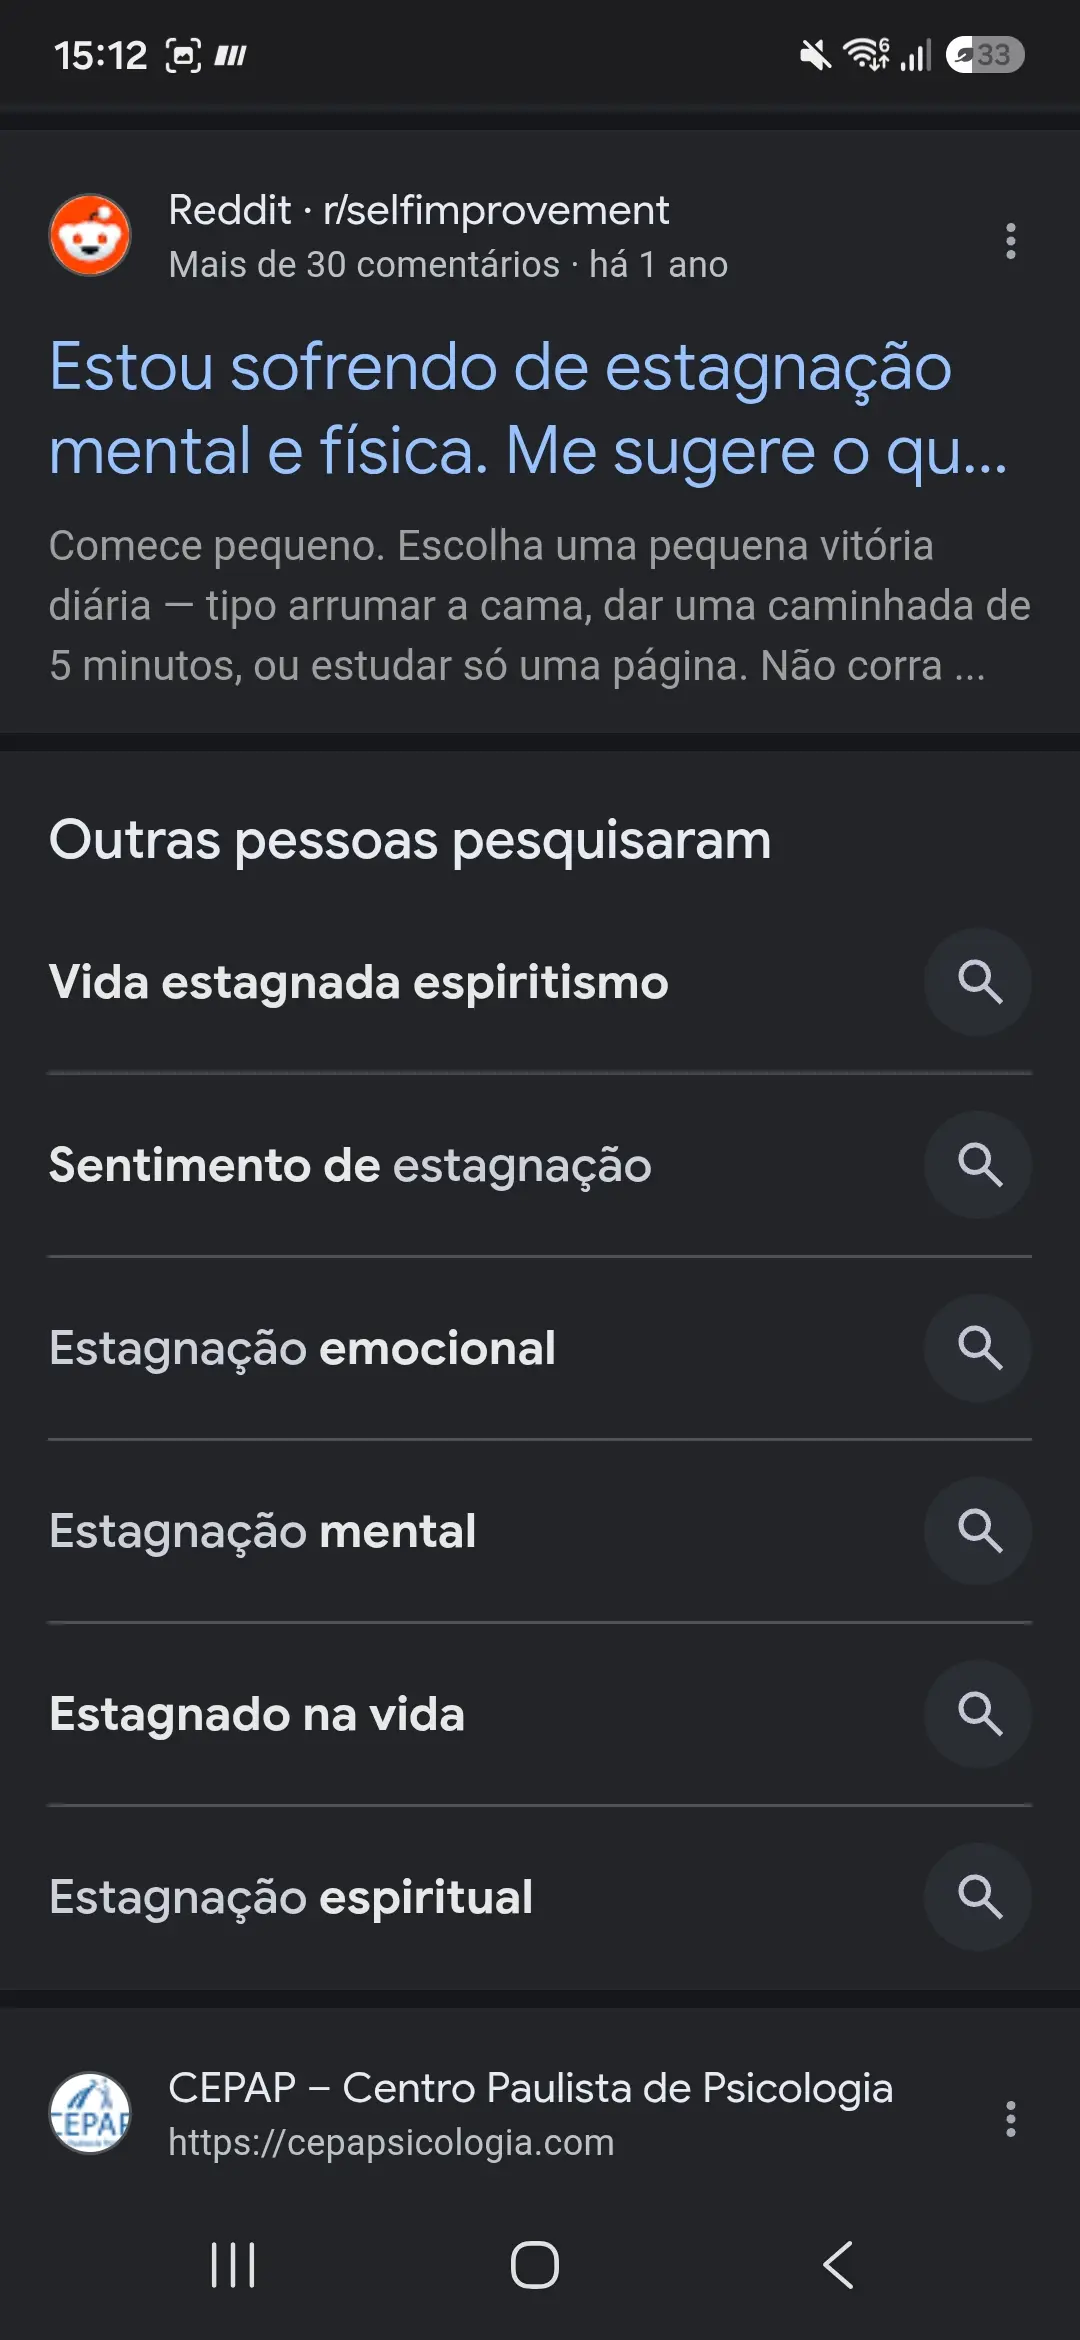 15:12
6
33
Reddit · r/selfimprovement
Mais de 30 comentários · há 1 ano
Estou sofrendo de estagnação
mental e física. Me sugere o qu...
Comece pequeno. Escolha uma pequena vitória
diária — tipo arrumar a cama, dar uma caminhada de
5 minutos, ou estudar só uma página. Não corra ...
Outras pessoas pesquisaram
Vida estagnada espiritismo
Sentimento de estagnação
Estagnação emocional
Estagnação mental
Estagnado na vida
Estagnação espiritual
CEPAP
CEPAP – Centro Paulista de Psicologia
https://cepapsicologia.com